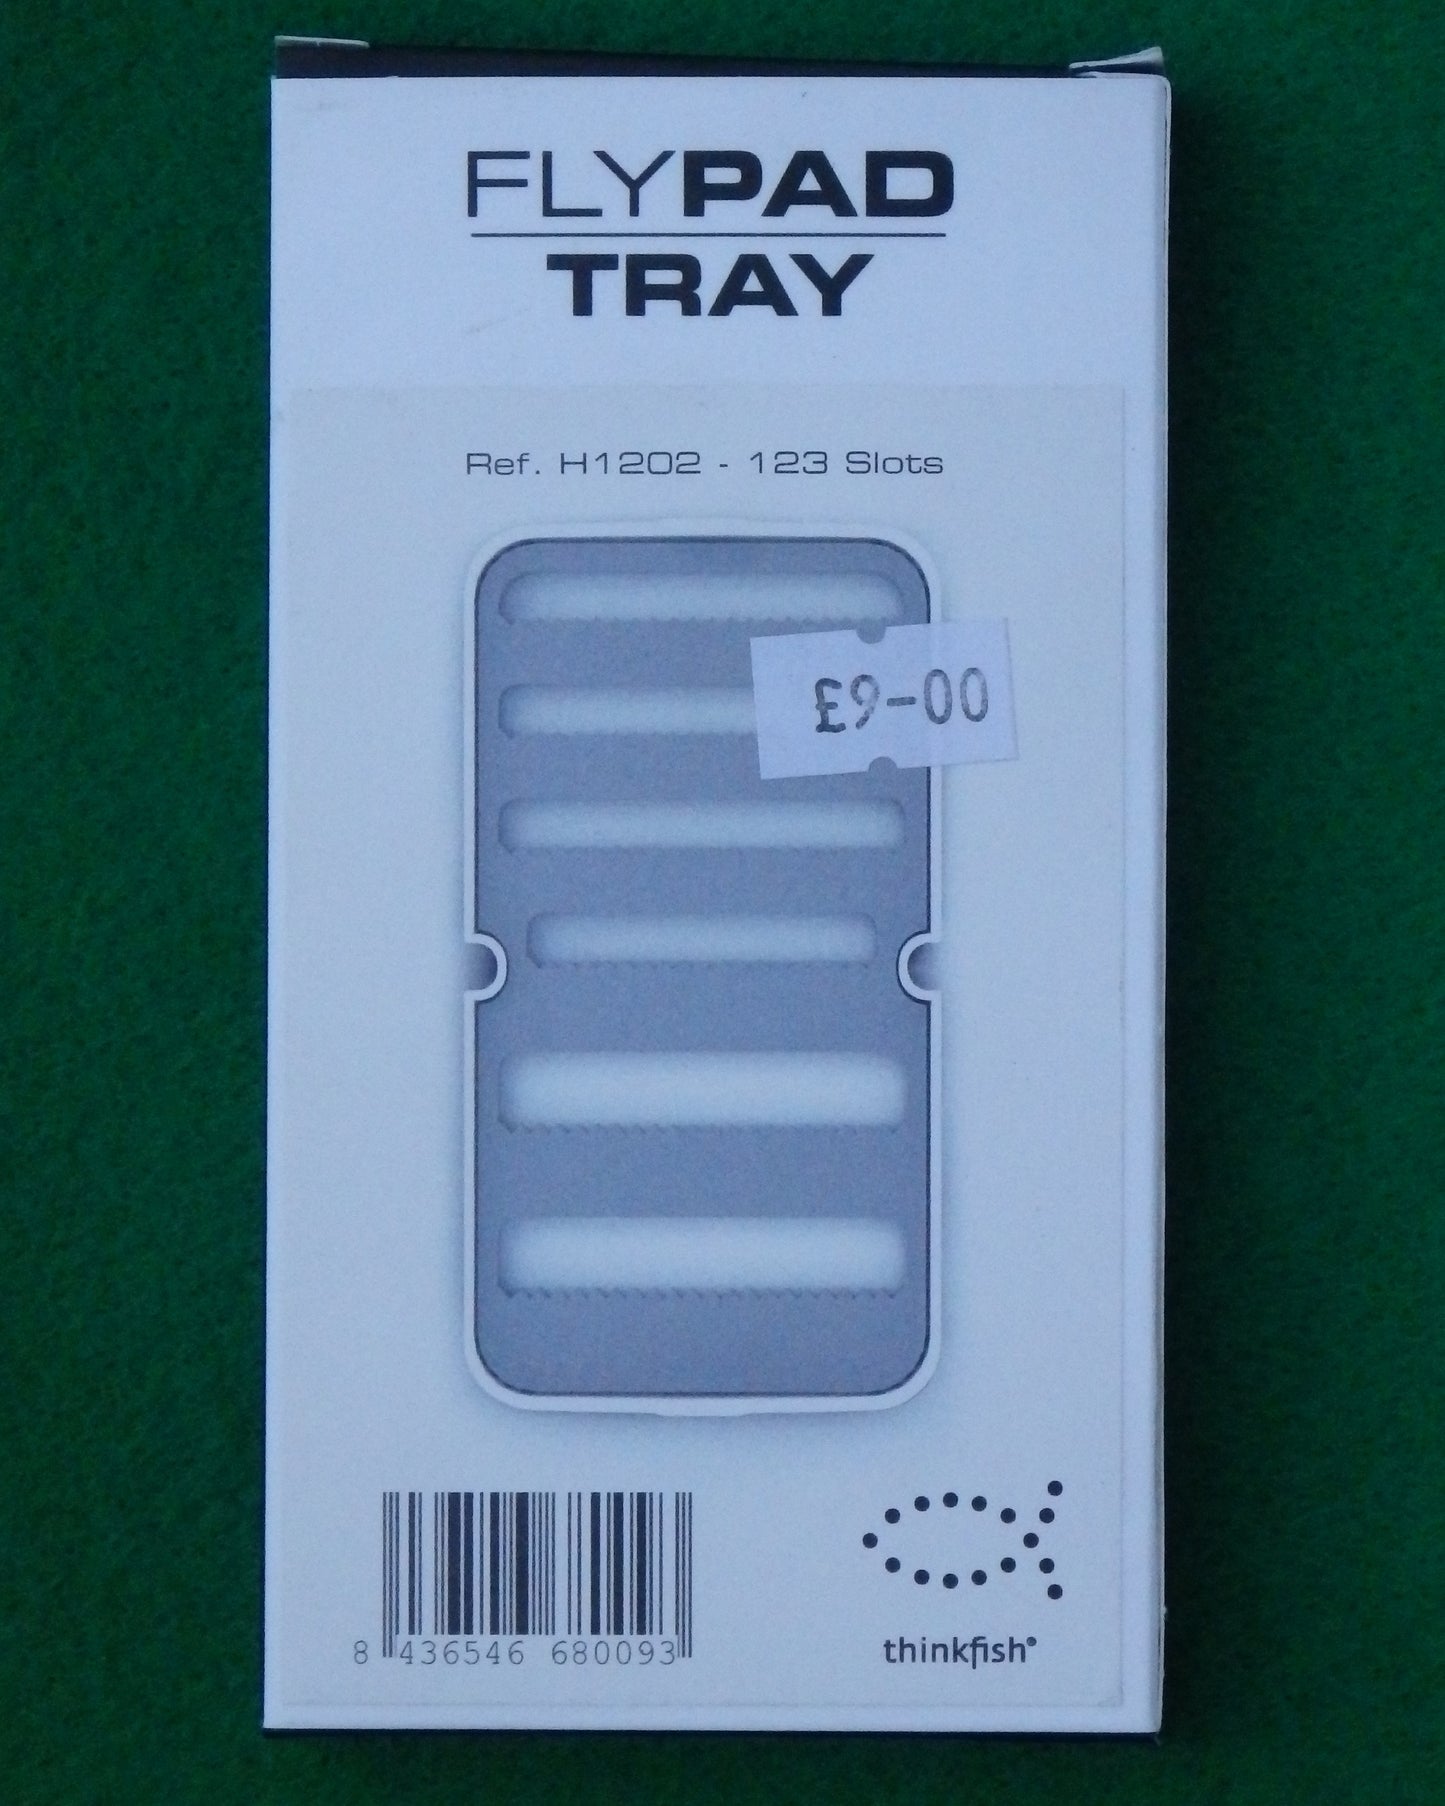 FLYPAD
TRAY
Ref. H1202 - 123 Slots
£9-00
8 436546 680093
thinkfish®